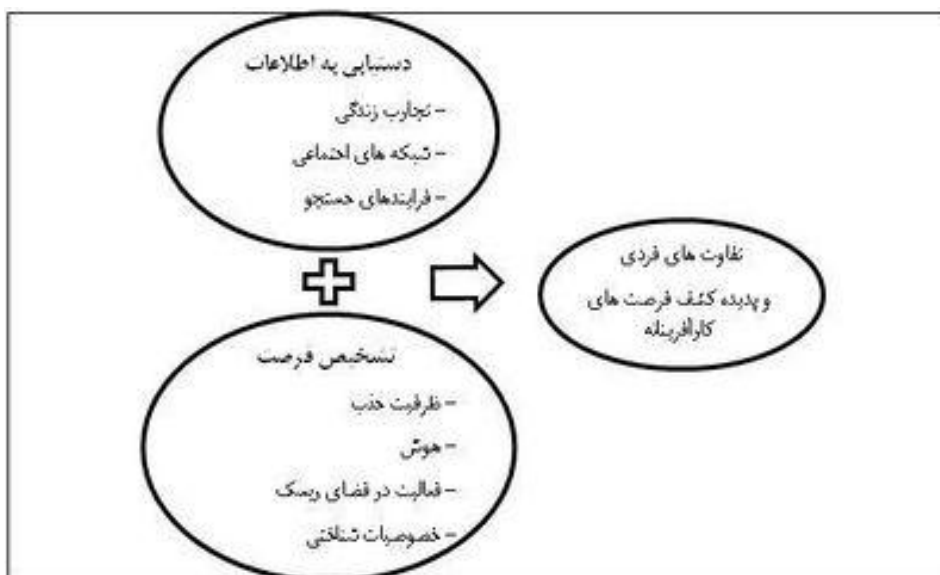 دستیابی به اطلاعات
- تجارب زندگی
- شبکه های اجتماعی
- فرایندهای جستجو
تفاوت های فردی
و پدیده کشف فرصت های
کارآفرینانه
تشخیص فرصت
- ظرفیت جذب
- هوش
- فعالیت در فضای ریسک
- خصوصیات شناختی